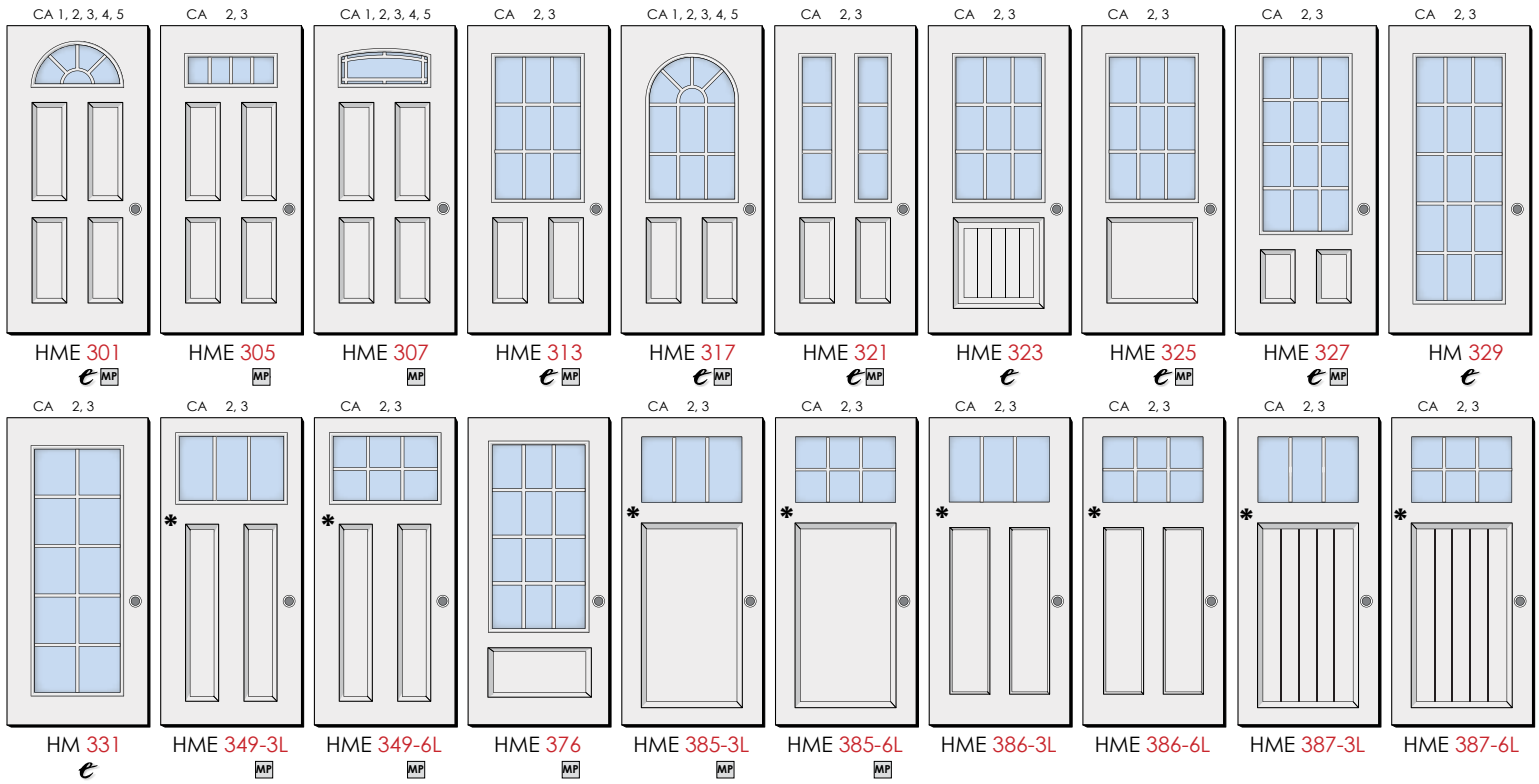 CA 1, 2, 3, 4, 5 CA 2, 3 CA 1, 2, 3, 4, 5 CA 2, 3 CA 1, 2, 3, 4, 5 CA 2, 3 CA 2, 3 CA 2, 3 CA 2, 3 CA 2, 3
HME 301 HME 305 HME 307 HME 313 HME 317 HME 321 HME 323 HME 325 HME 327 HM 329
e MP MP MP e MP e MP e MP e e MP e MP e
CA 2, 3 CA 2, 3 CA 2, 3 CA 2, 3 CA 2, 3 CA 2, 3 CA 2, 3 CA 2, 3 CA 2, 3
* * * * * * * *
HM 331 HME 349-3L HME 349-6L HME 376 HME 385-3L HME 385-6L HME 386-3L HME 386-6L HME 387-3L HME 387-6L
e MP MP MP MP MP